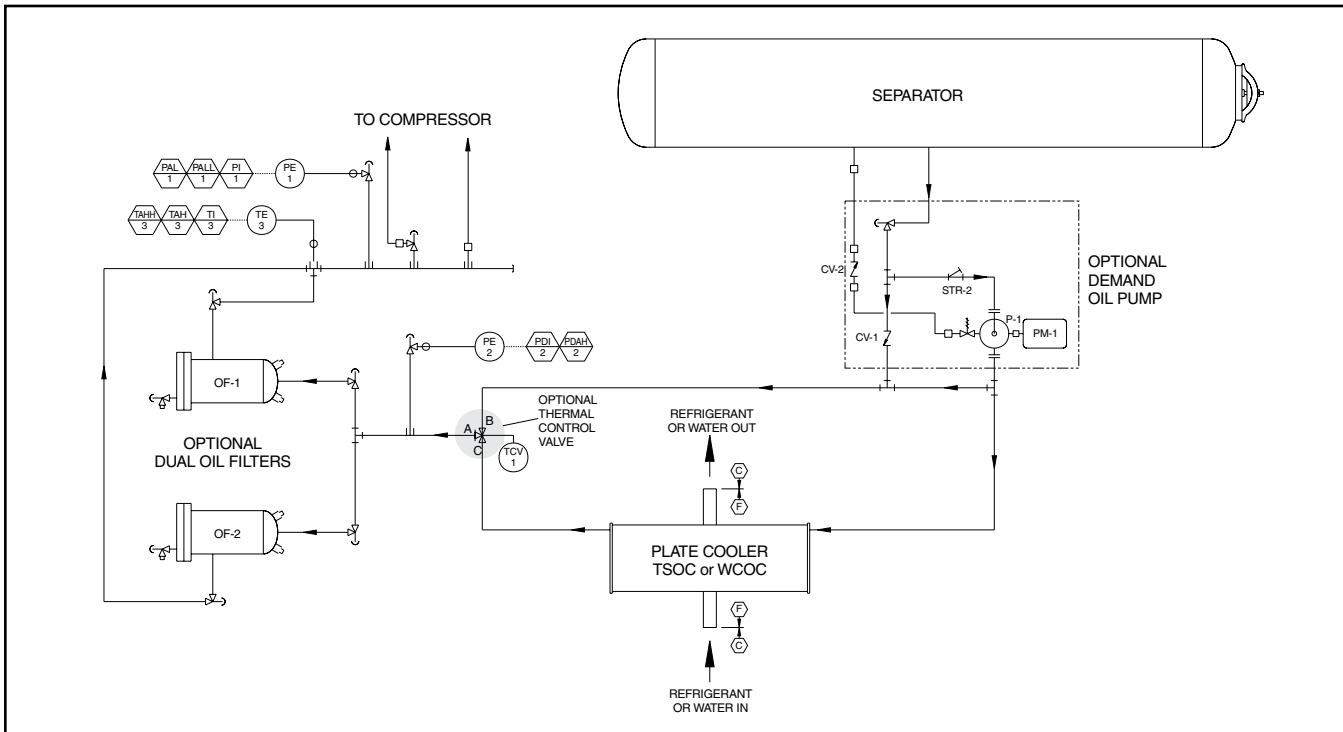 SEPARATOR
TO COMPRESSOR
PAL
1
PALL
1
PI
1
PE
1
TAHH
3
TAH
3
TI
3
TE
3
OPTIONAL
DEMAND
OIL PUMP
CV-2
STR-2
P-1
PM-1
CV-1
PE
2
PDI
2
PDAH
2
OF-1
OPTIONAL
THERMAL
CONTROL
VALVE
B
A
C
TCV
1
REFRIGERANT
OR WATER OUT
OPTIONAL
DUAL OIL FILTERS
C
F
OF-2
PLATE COOLER
TSOC or WCOC
F
C
REFRIGERANT
OR WATER IN